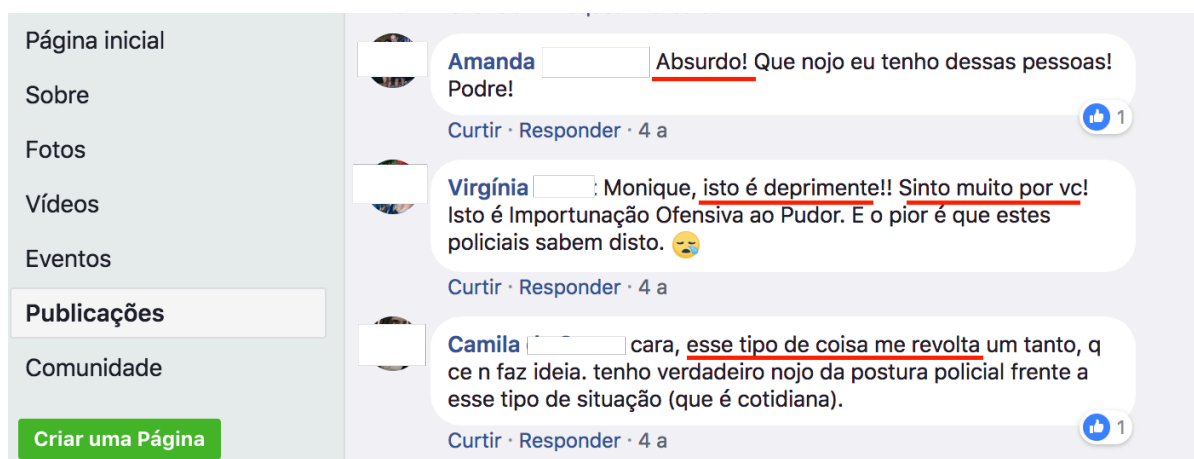 Página inicial
Sobre
Fotos
Vídeos
Eventos
Publicações
Comunidade
Criar uma Página
Amanda Absurdo! Que nojo eu tenho dessas pessoas!
Podre!
Curtir · Responder · 4 a
1
Virgínia : Monique, isto é deprimente!! Sinto muito por vc!
Isto é Importunação Ofensiva ao Pudor. E o pior é que estes
policiais sabem disto. 😪
Curtir · Responder · 4 a
Camila cara, esse tipo de coisa me revolta um tanto, q
ce n faz ideia. tenho verdadeiro nojo da postura policial frente a
esse tipo de situação (que é cotidiana).
Curtir · Responder · 4 a
1